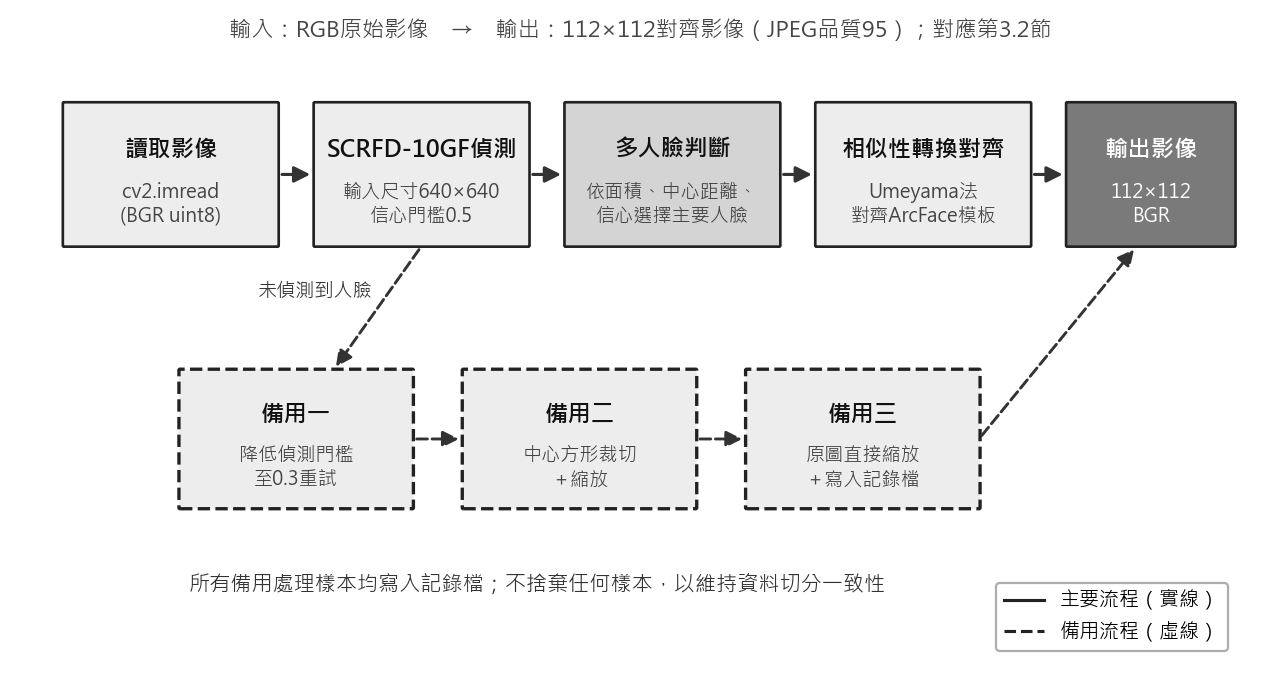 輸入：RGB原始影像　→　輸出：112×112對齊影像（JPEG品質95）；對應第3.2節
讀取影像
cv2.imread
(BGR uint8)
SCRFD-10GF偵測
輸入尺寸640×640
信心門檻0.5
多人臉判斷
依面積、中心距離、
信心選擇主要人臉
相似性轉換對齊
Umeyama法
對齊ArcFace模板
輸出影像
112×112
BGR
未偵測到人臉
備用一
降低偵測門檻
至0.3重試
備用二
中心方形裁切
＋縮放
備用三
原圖直接縮放
＋寫入記錄檔
所有備用處理樣本均寫入記錄檔；不捨棄任何樣本，以維持資料切分一致性
主要流程（實線）
備用流程（虛線）